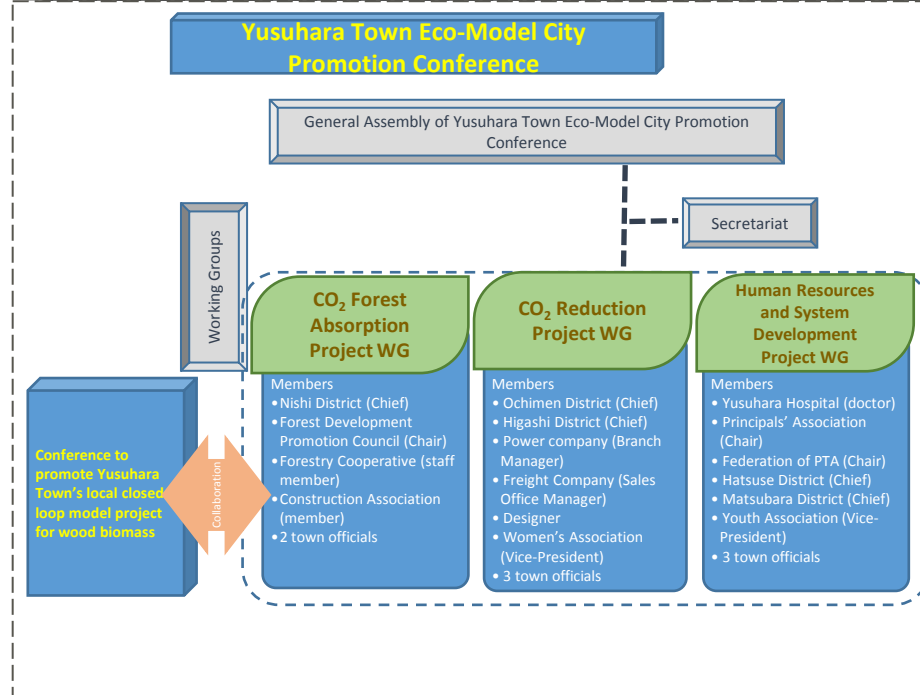 Yusuhara Town Eco-Model City
Promotion Conference
General Assembly of Yusuhara Town Eco-Model City Promotion
Conference
Secretariat
Working Groups
CO₂ Forest
Absorption
Project WG
Members
•Nishi District (Chief)
•Forest Development
Promotion Council (Chair)
•Forestry Cooperative (staff
member)
•Construction Association
(member)
•2 town officials
CO₂ Reduction
Project WG
Members
•Ochimen District (Chief)
•Higashi District (Chief)
•Power company (Branch
Manager)
•Freight Company (Sales
Office Manager)
•Designer
•Women's Association
(Vice-President)
•3 town officials
Human Resources
and System
Development
Project WG
Members
•Yusuhara Hospital (doctor)
•Principals' Association
(Chair)
•Federation of PTA (Chair)
•Hatsuse District (Chief)
•Matsubara District (Chief)
•Youth Association (Vice-
President)
•3 town officials
Conference to
promote Yusuhara
Town's local closed
loop model project
for wood biomass
Collaboration